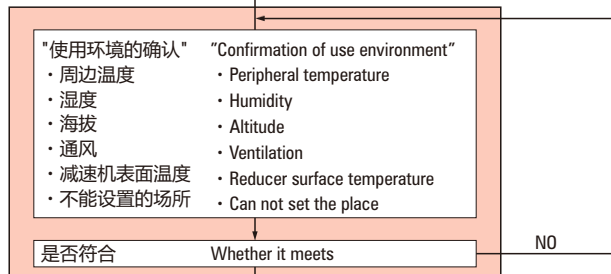 "使用环境的确认" "Confirmation of use environment"
・周边温度 ・Peripheral temperature
・湿度 ・Humidity
・海拔 ・Altitude
・通风 ・Ventilation
・减速机表面温度 ・Reducer surface temperature
・不能设置的场所 ・Can not set the place
是否符合 Whether it meets NO